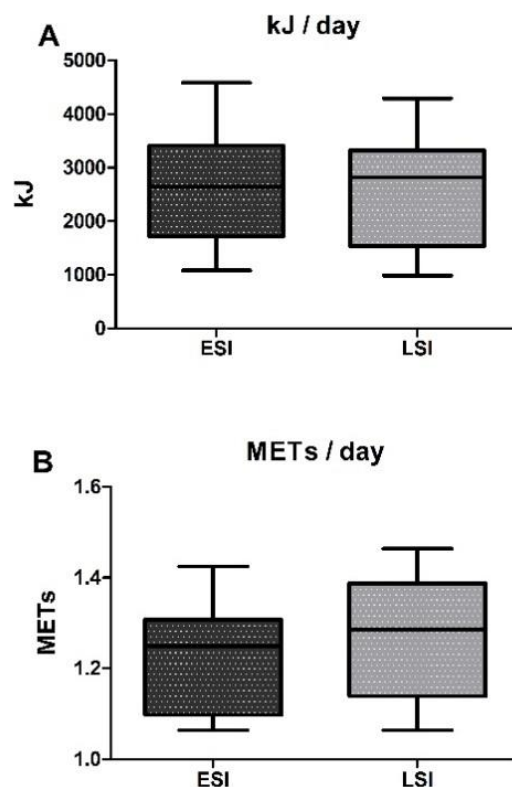 A
kJ / day
5000
4000
3000
2000
1000
0
kJ
ESI
LSI
B
METs / day
1.6
1.4
1.2
1.0
METs
ESI
LSI